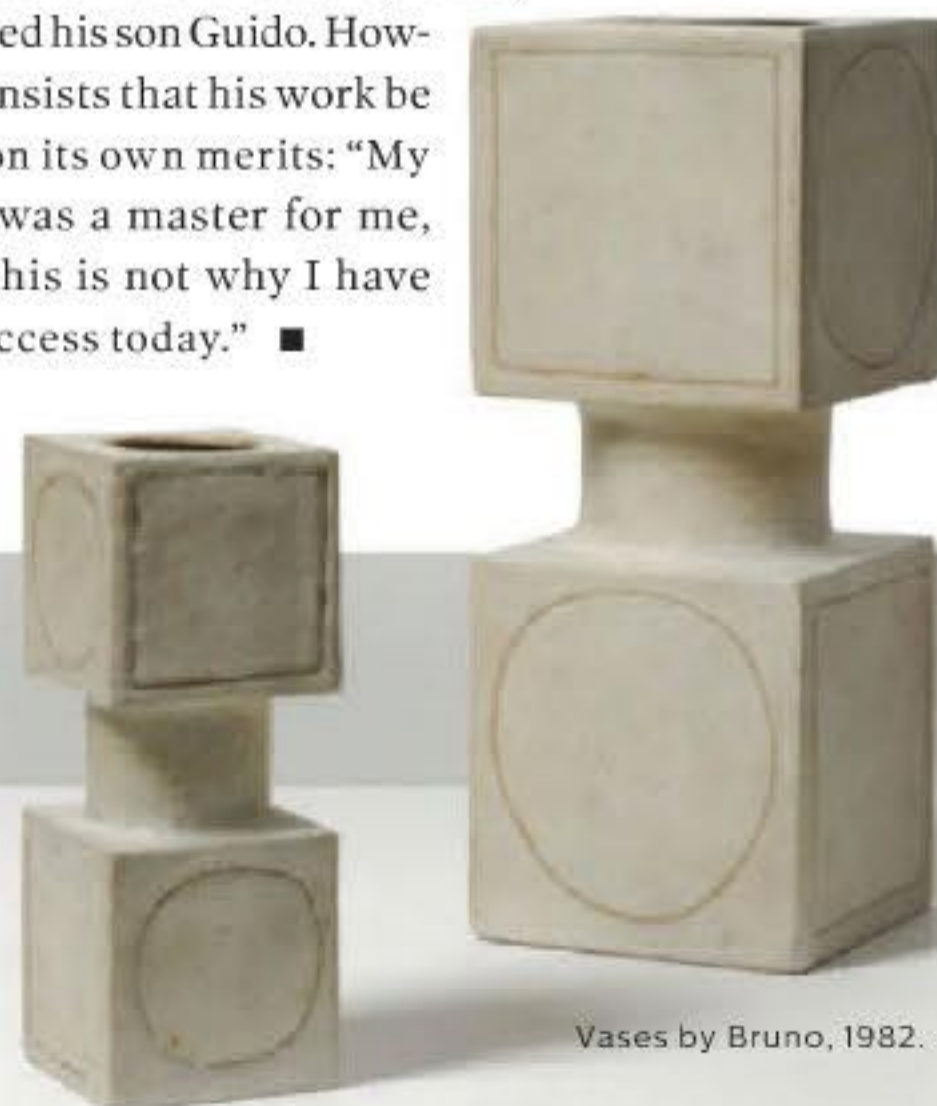 ed his son Guido. How-
nsists that his work be
on its own merits: “My
was a master for me,
his is not why I have
ccess today.” ■
Vases by Bruno, 1982.